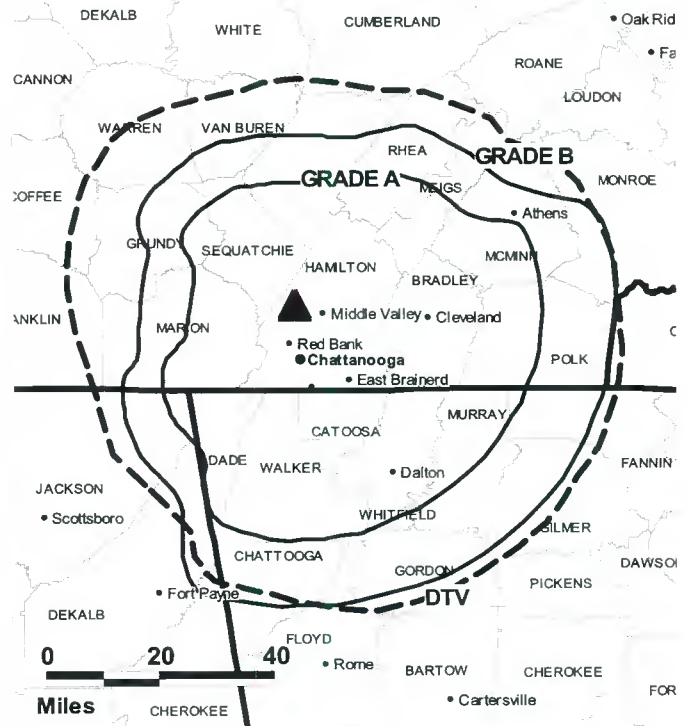 DEKALB
WHITE
CUMBERLAND
Oak Rid
Fa
ROANE
CANNON
LOUDON
WARREN
VAN BUREN
RHEA
GRADE B
GRADE A
MEIGS
MONROE
COFFEE
Athens
GRUNDY
SEQUATCHIE
MCMINN
HAMILTON
BRADLEY
ANKLIN
MARION
Middle Valley
Cleveland
Red Bank
Chattanooga
POLK
East Brainerd
MURRAY
CATOOSA
DADE
WALKER
Dalton
FANNIN
JACKSON
Scottsboro
WHITFIELD
GILMER
CHATTOOGA
GORDON
DAWSO
PICKENS
Fort Payne
DTV
DEKALB
FLOYD
0 20 40
Rome
BARTOW
CHEROKEE
Miles
CHEROKEE
Cartersville
FOR